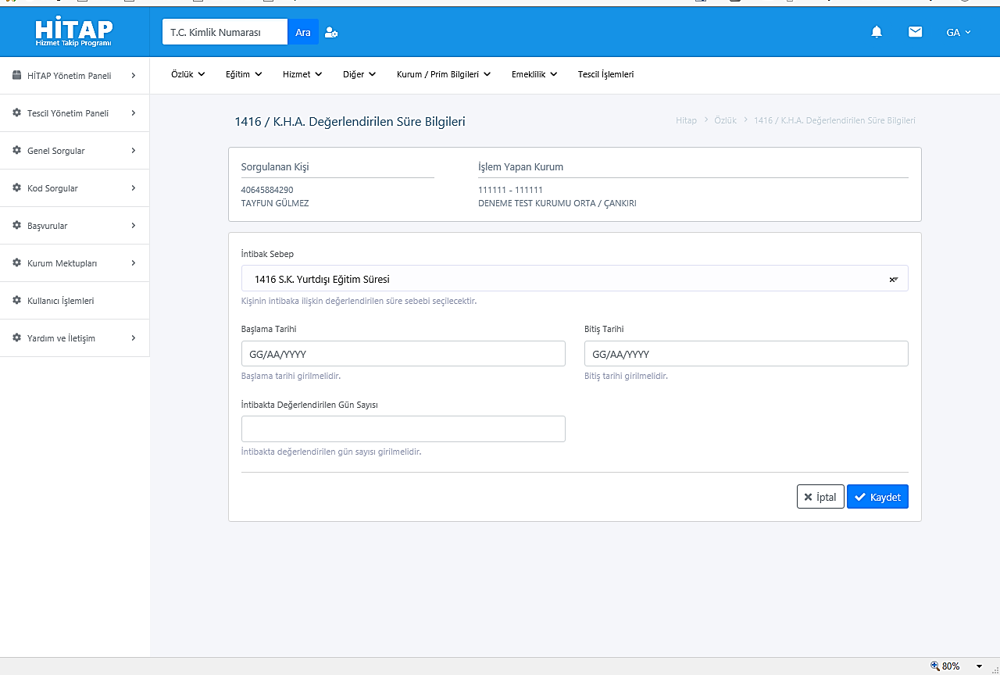 HİTAP
Hizmet Takip Programı
T.C. Kimlik Numarası
Ara
GA
HİTAP Yönetim Paneli
Tescil Yönetim Paneli
Genel Sorgular
Kod Sorgular
Başvurular
Kurum Mektupları
Kullanıcı İşlemleri
Yardım ve İletişim
Özlük
Eğitim
Hizmet
Diğer
Kurum / Prim Bilgileri
Emeklilik
Tescil İşlemleri
1416 / K.H.A. Değerlendirilen Süre Bilgileri
Hitap > Özlük > 1416 / K.H.A. Değerlendirilen Süre Bilgileri
Sorgulanan Kişi
40645884290
TAYFUN GÜLMEZ
İşlem Yapan Kurum
111111 - 111111
DENEME TEST KURUMU ORTA / ÇANKIRI
İntibak Sebep
1416 S.K. Yurtdışı Eğitim Süresi
Kişinin intibaka ilişkin değerlendirilen süre sebebi seçilecektir.
Başlama Tarihi
GG/AA/YYYY
Başlama tarihi girilmelidir.
Bitiş Tarihi
GG/AA/YYYY
Bitiş tarihi girilmelidir.
İntibakta Değerlendirilen Gün Sayısı
İntibakta değerlendirilen gün sayısı girilmelidir.
İptal
Kaydet
80%